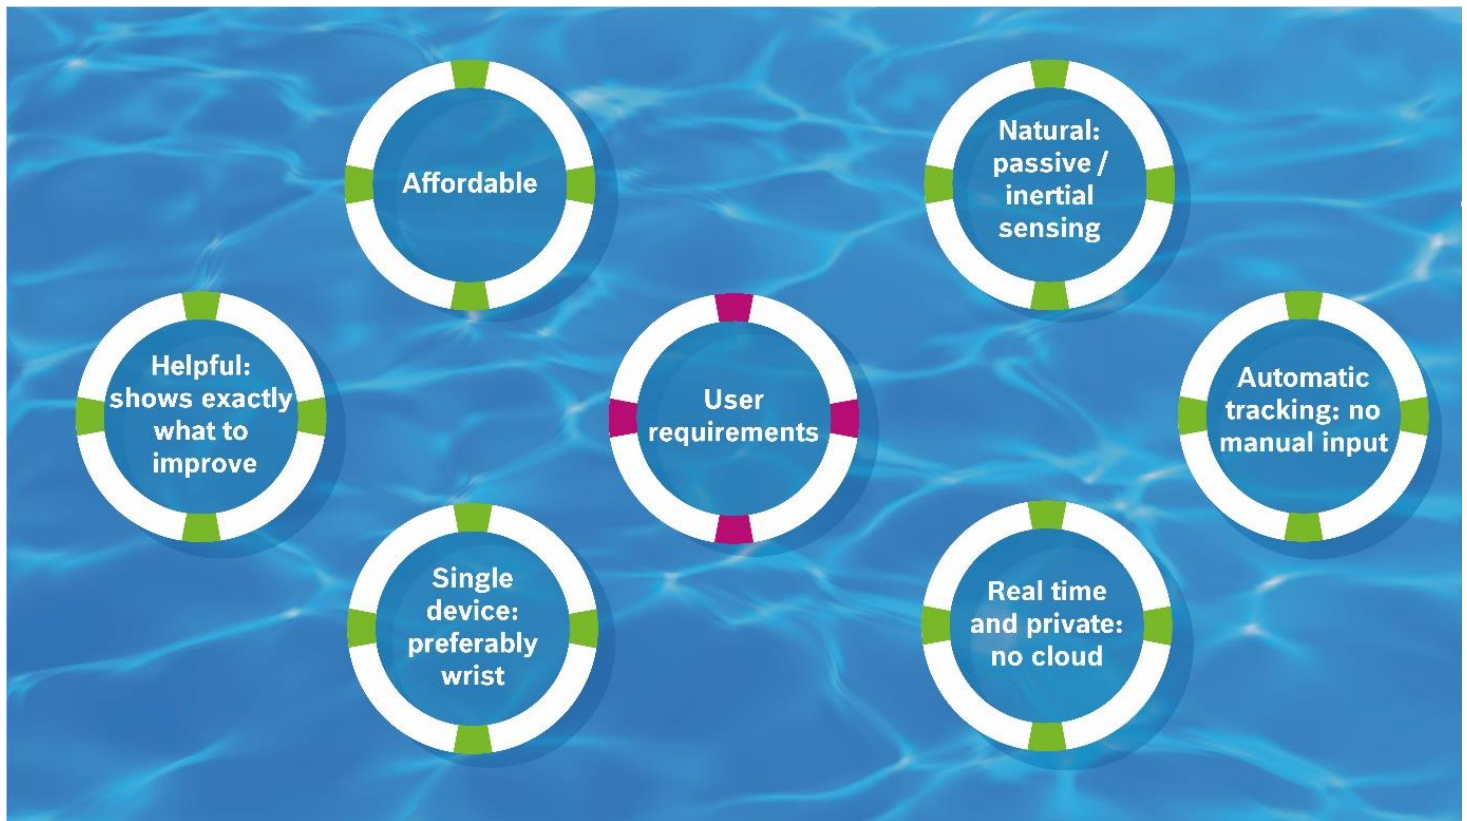 Affordable
Natural:
passive /
inertial
sensing
Helpful:
shows exactly
what to
improve
User
requirements
Automatic
tracking: no
manual input
Single
device:
preferably
wrist
Real time
and private:
no cloud